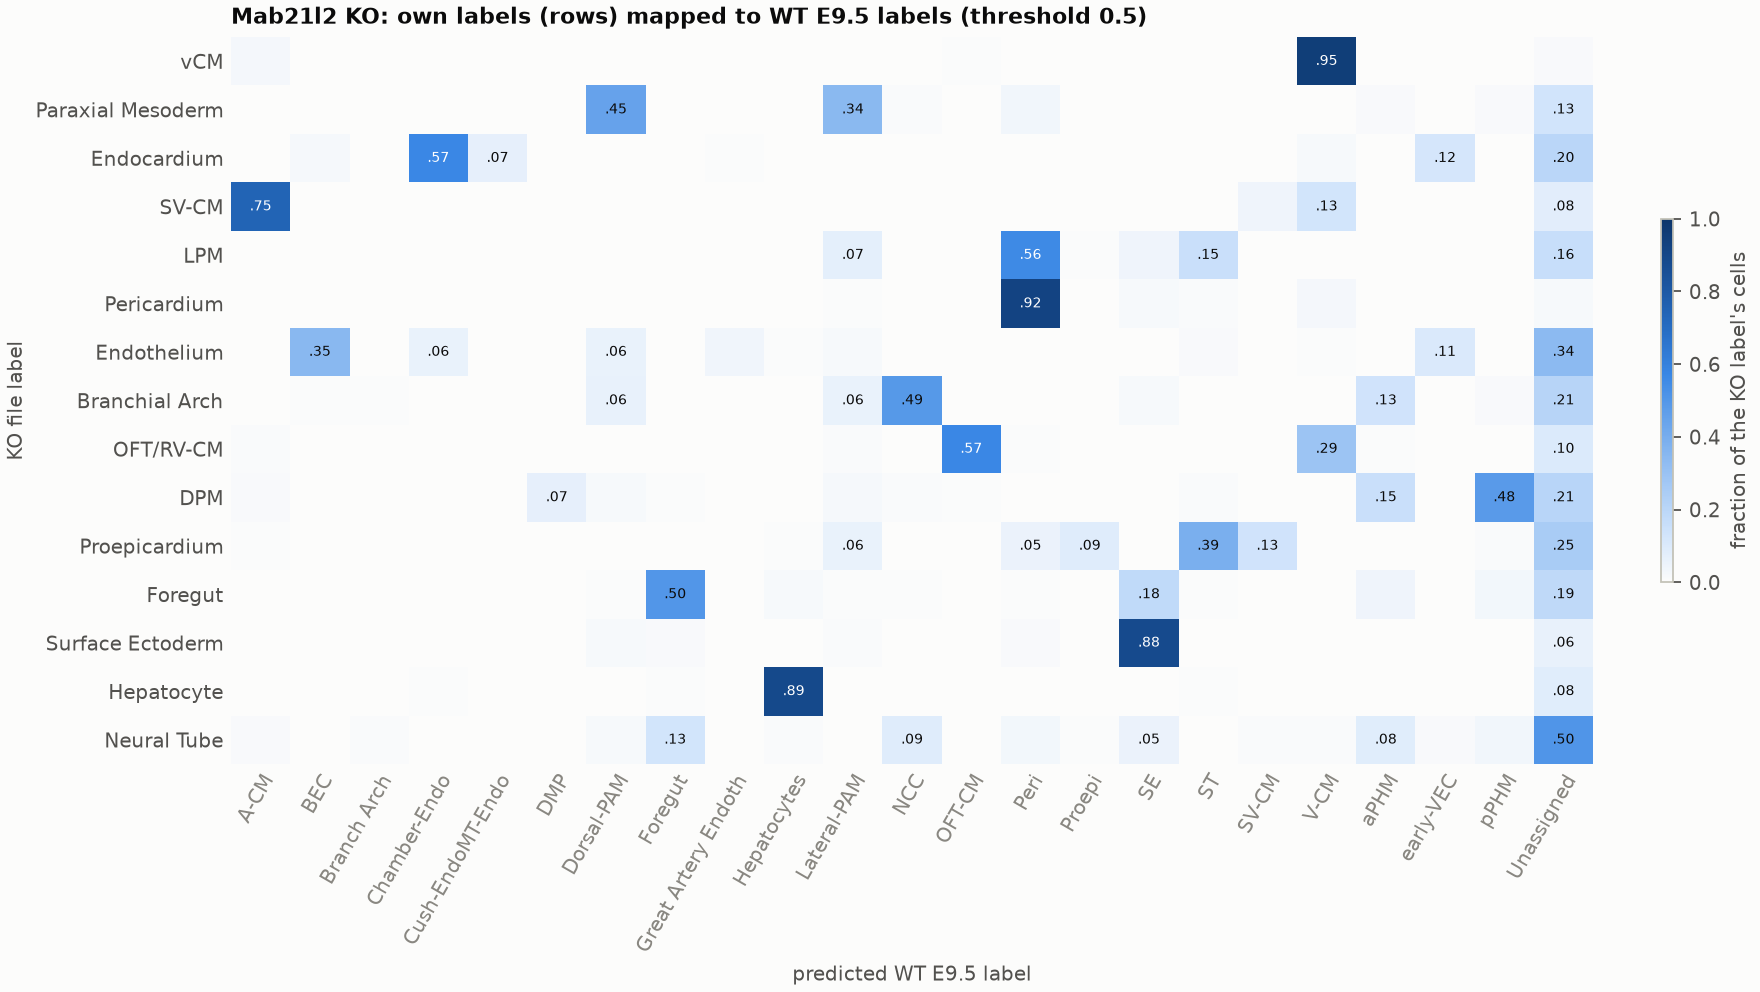 Mab21l2 KO: own labels (rows) mapped to WT E9.5 labels (threshold 0.5)
KO file label
vCM .95
Paraxial Mesoderm .45 .34 .13
Endocardium .57 .07 .12 .20
SV-CM .75 .13 .08
LPM .07 .56 .15 .16
Pericardium .92
Endothelium .35 .06 .06 .11 .34
Branchial Arch .06 .06 .49 .13 .21
OFT/RV-CM .57 .29 .10
DPM .07 .15 .48 .21
Proepicardium .06 .05 .09 .39 .13 .25
Foregut .50 .18 .19
Surface Ectoderm .88 .06
Hepatocyte .89 .08
Neural Tube .13 .09 .05 .08 .50
A-CM
BEC
Branch Arch
Chamber-Endo
Cush-EndoMT-Endo
DMP
Dorsal-PAM
Foregut
Great Artery Endoth
Hepatocytes
Lateral-PAM
NCC
OFT-CM
Peri
Proepi
SE
ST
SV-CM
V-CM
aPHM
early-VEC
pPHM
Unassigned
predicted WT E9.5 label
1.0
0.8
0.6
0.4
0.2
0.0
fraction of the KO label's cells